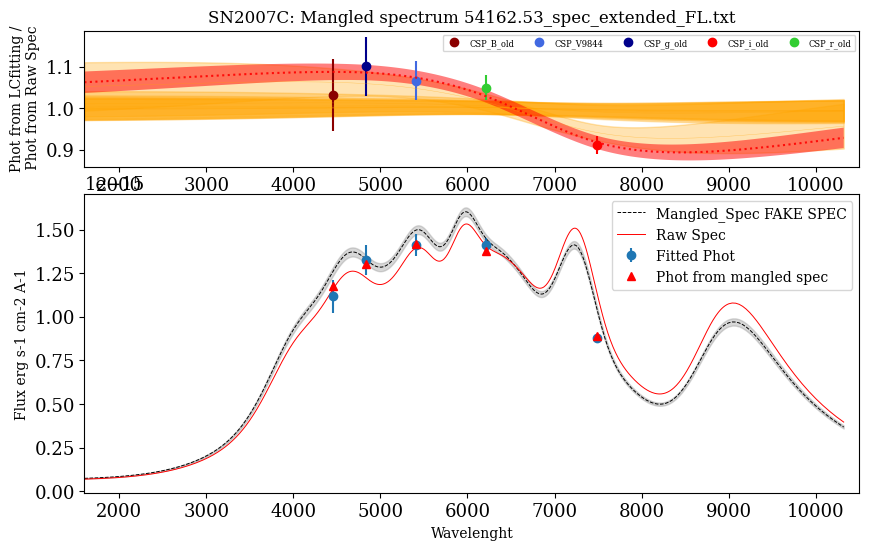 SN2007C: Mangled spectrum 54162.53_spec_extended_FL.txt
Phot from LCfitting /
Phot from Raw Spec
CSP_B_old CSP_V9844 CSP_g_old CSP_i_old CSP_r_old
1.1
1.0
0.9
2000 3000 4000 5000 6000 7000 8000 9000 10000
1e−15
Flux erg s-1 cm-2 A-1
Mangled_Spec FAKE SPEC
Raw Spec
Fitted Phot
Phot from mangled spec
1.50
1.25
1.00
0.75
0.50
0.25
0.00
2000 3000 4000 5000 6000 7000 8000 9000 10000
Wavelenght